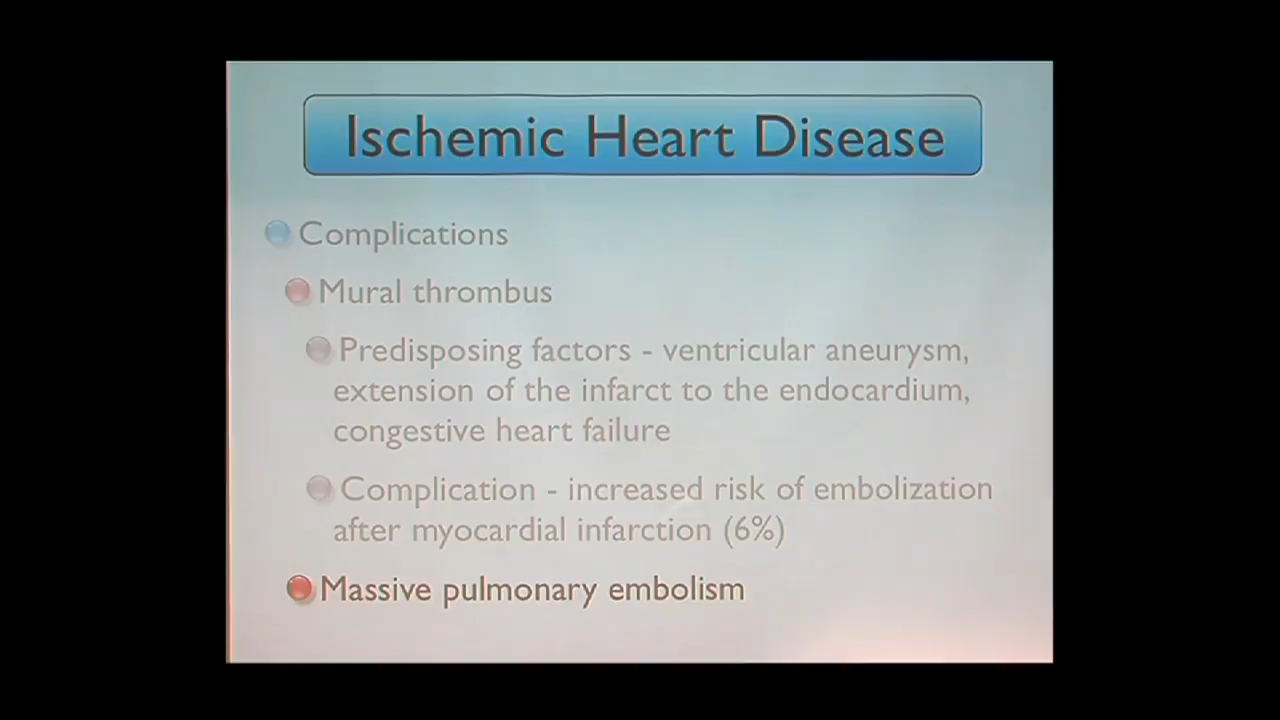 Ischemic Heart Disease
Complications
Mural thrombus
Predisposing factors - ventricular aneurysm,
extension of the infarct to the endocardium,
congestive heart failure
Complication - increased risk of embolization
after myocardial infarction (6%)
Massive pulmonary embolism